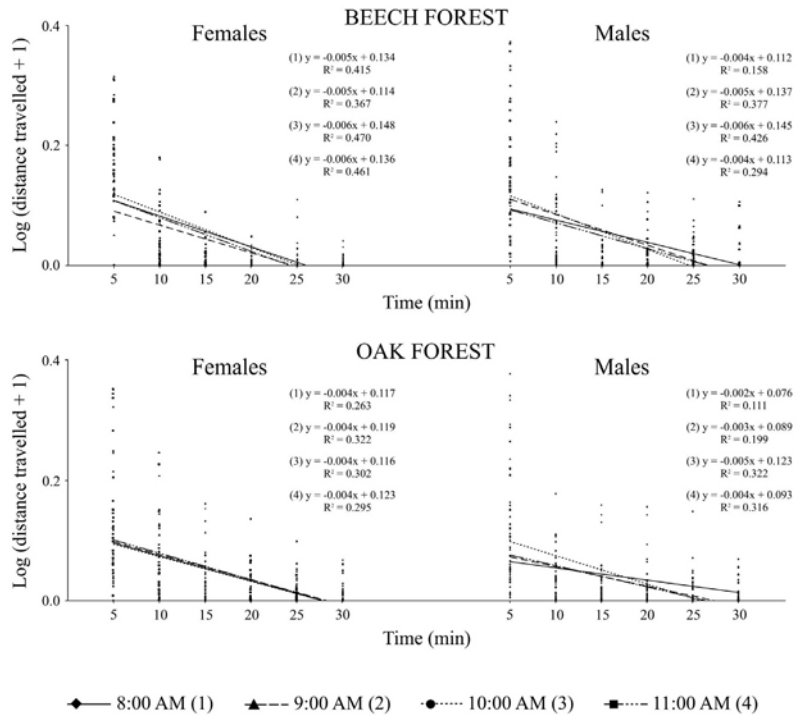 BEECH FOREST
Females
Males
0.4
0.2
0.0
Log (distance travelled + 1)
(1) y = -0.005x + 0.134
R² = 0.415
(2) y = -0.005x + 0.114
R² = 0.367
(3) y = -0.006x + 0.148
R² = 0.470
(4) y = -0.006x + 0.136
R² = 0.461
(1) y = -0.004x + 0.112
R² = 0.158
(2) y = -0.005x + 0.137
R² = 0.377
(3) y = -0.006x + 0.145
R² = 0.426
(4) y = -0.004x + 0.113
R² = 0.294
5 10 15 20 25 30
5 10 15 20 25 30
Time (min)
Time (min)
OAK FOREST
Females
Males
0.4
0.2
0.0
Log (distance travelled + 1)
(1) y = -0.004x + 0.117
R² = 0.263
(2) y = -0.004x + 0.119
R² = 0.322
(3) y = -0.004x + 0.116
R² = 0.302
(4) y = -0.004x + 0.123
R² = 0.295
(1) y = -0.002x + 0.076
R² = 0.111
(2) y = -0.003x + 0.089
R² = 0.199
(3) y = -0.005x + 0.123
R² = 0.322
(4) y = -0.004x + 0.093
R² = 0.316
5 10 15 20 25 30
5 10 15 20 25 30
Time (min)
Time (min)
8:00 AM (1) 9:00 AM (2) 10:00 AM (3) 11:00 AM (4)